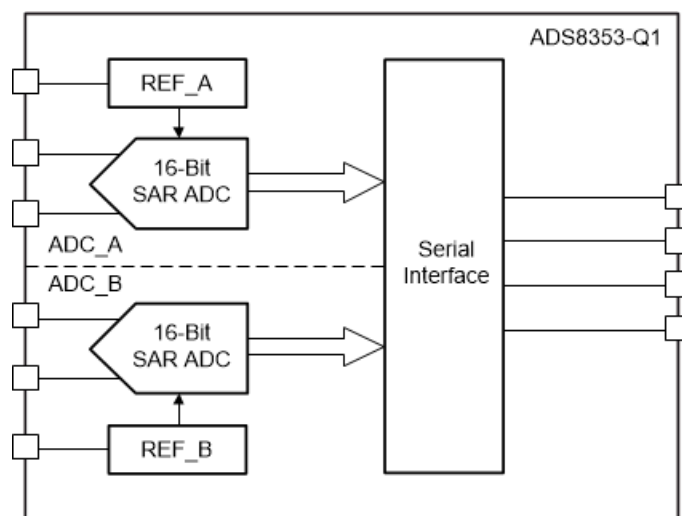 ADS8353-Q1
REF_A
16-Bit
SAR ADC
ADC_A
ADC_B
16-Bit
SAR ADC
REF_B
Serial
Interface